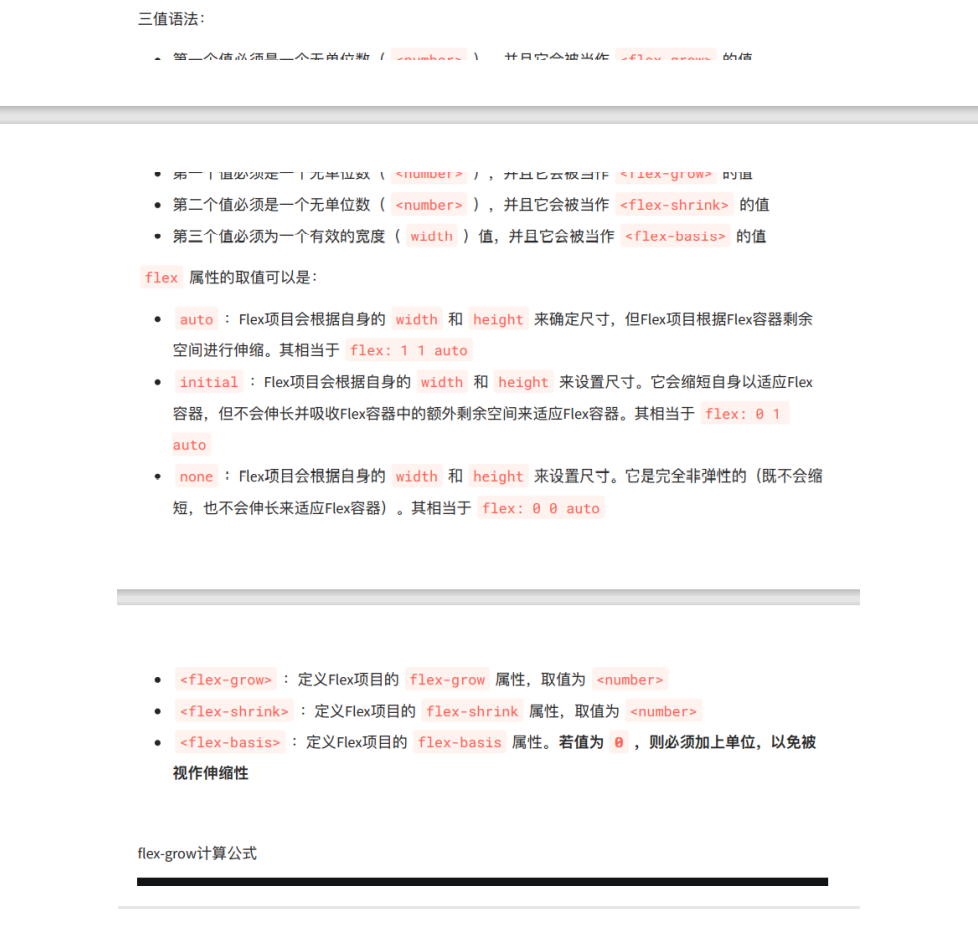 三值语法：
• 第一个值必须是一个无单位数（ <number> ），并且它会被当作 <flex-grow> 的值
• 第一个值必须是一个无单位数（ <number> ），并且它会被当作 <flex-grow> 的值
• 第二个值必须是一个无单位数（ <number> ），并且它会被当作 <flex-shrink> 的值
• 第三个值必须为一个有效的宽度（ width ）值，并且它会被当作 <flex-basis> 的值
flex 属性的取值可以是：
• auto ：Flex项目会根据自身的 width 和 height 来确定尺寸，但Flex项目根据Flex容器剩余
空间进行伸缩。其相当于 flex: 1 1 auto
• initial ：Flex项目会根据自身的 width 和 height 来设置尺寸。它会缩短自身以适应Flex
容器，但不会伸长并吸收Flex容器中的额外剩余空间来适应Flex容器。其相当于 flex: 0 1
auto
• none ：Flex项目会根据自身的 width 和 height 来设置尺寸。它是完全非弹性的（既不会缩
短，也不会伸长来适应Flex容器）。其相当于 flex: 0 0 auto
• <flex-grow> ：定义Flex项目的 flex-grow 属性，取值为 <number>
• <flex-shrink> ：定义Flex项目的 flex-shrink 属性，取值为 <number>
• <flex-basis> ：定义Flex项目的 flex-basis 属性。若值为 0 ，则必须加上单位，以免被
视作伸缩性
flex-grow计算公式